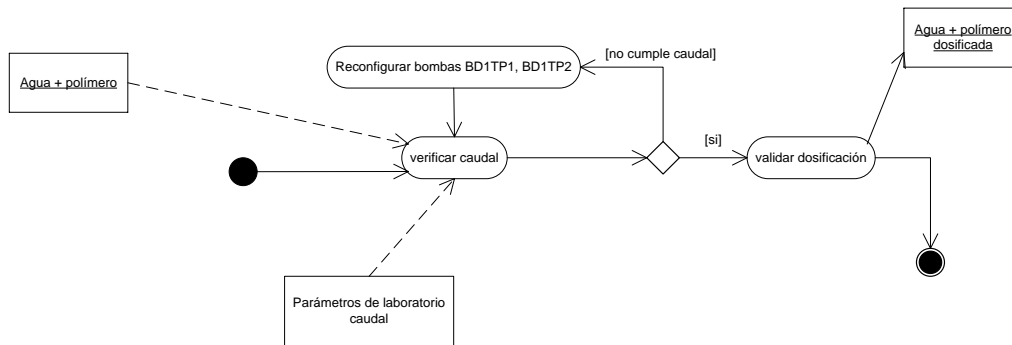 Agua + polímero
dosificada
[no cumple caudal]
Reconfigurar bombas BD1TP1, BD1TP2
Agua + polímero
[si]
verificar caudal
validar dosificación
Parámetros de laboratorio
caudal